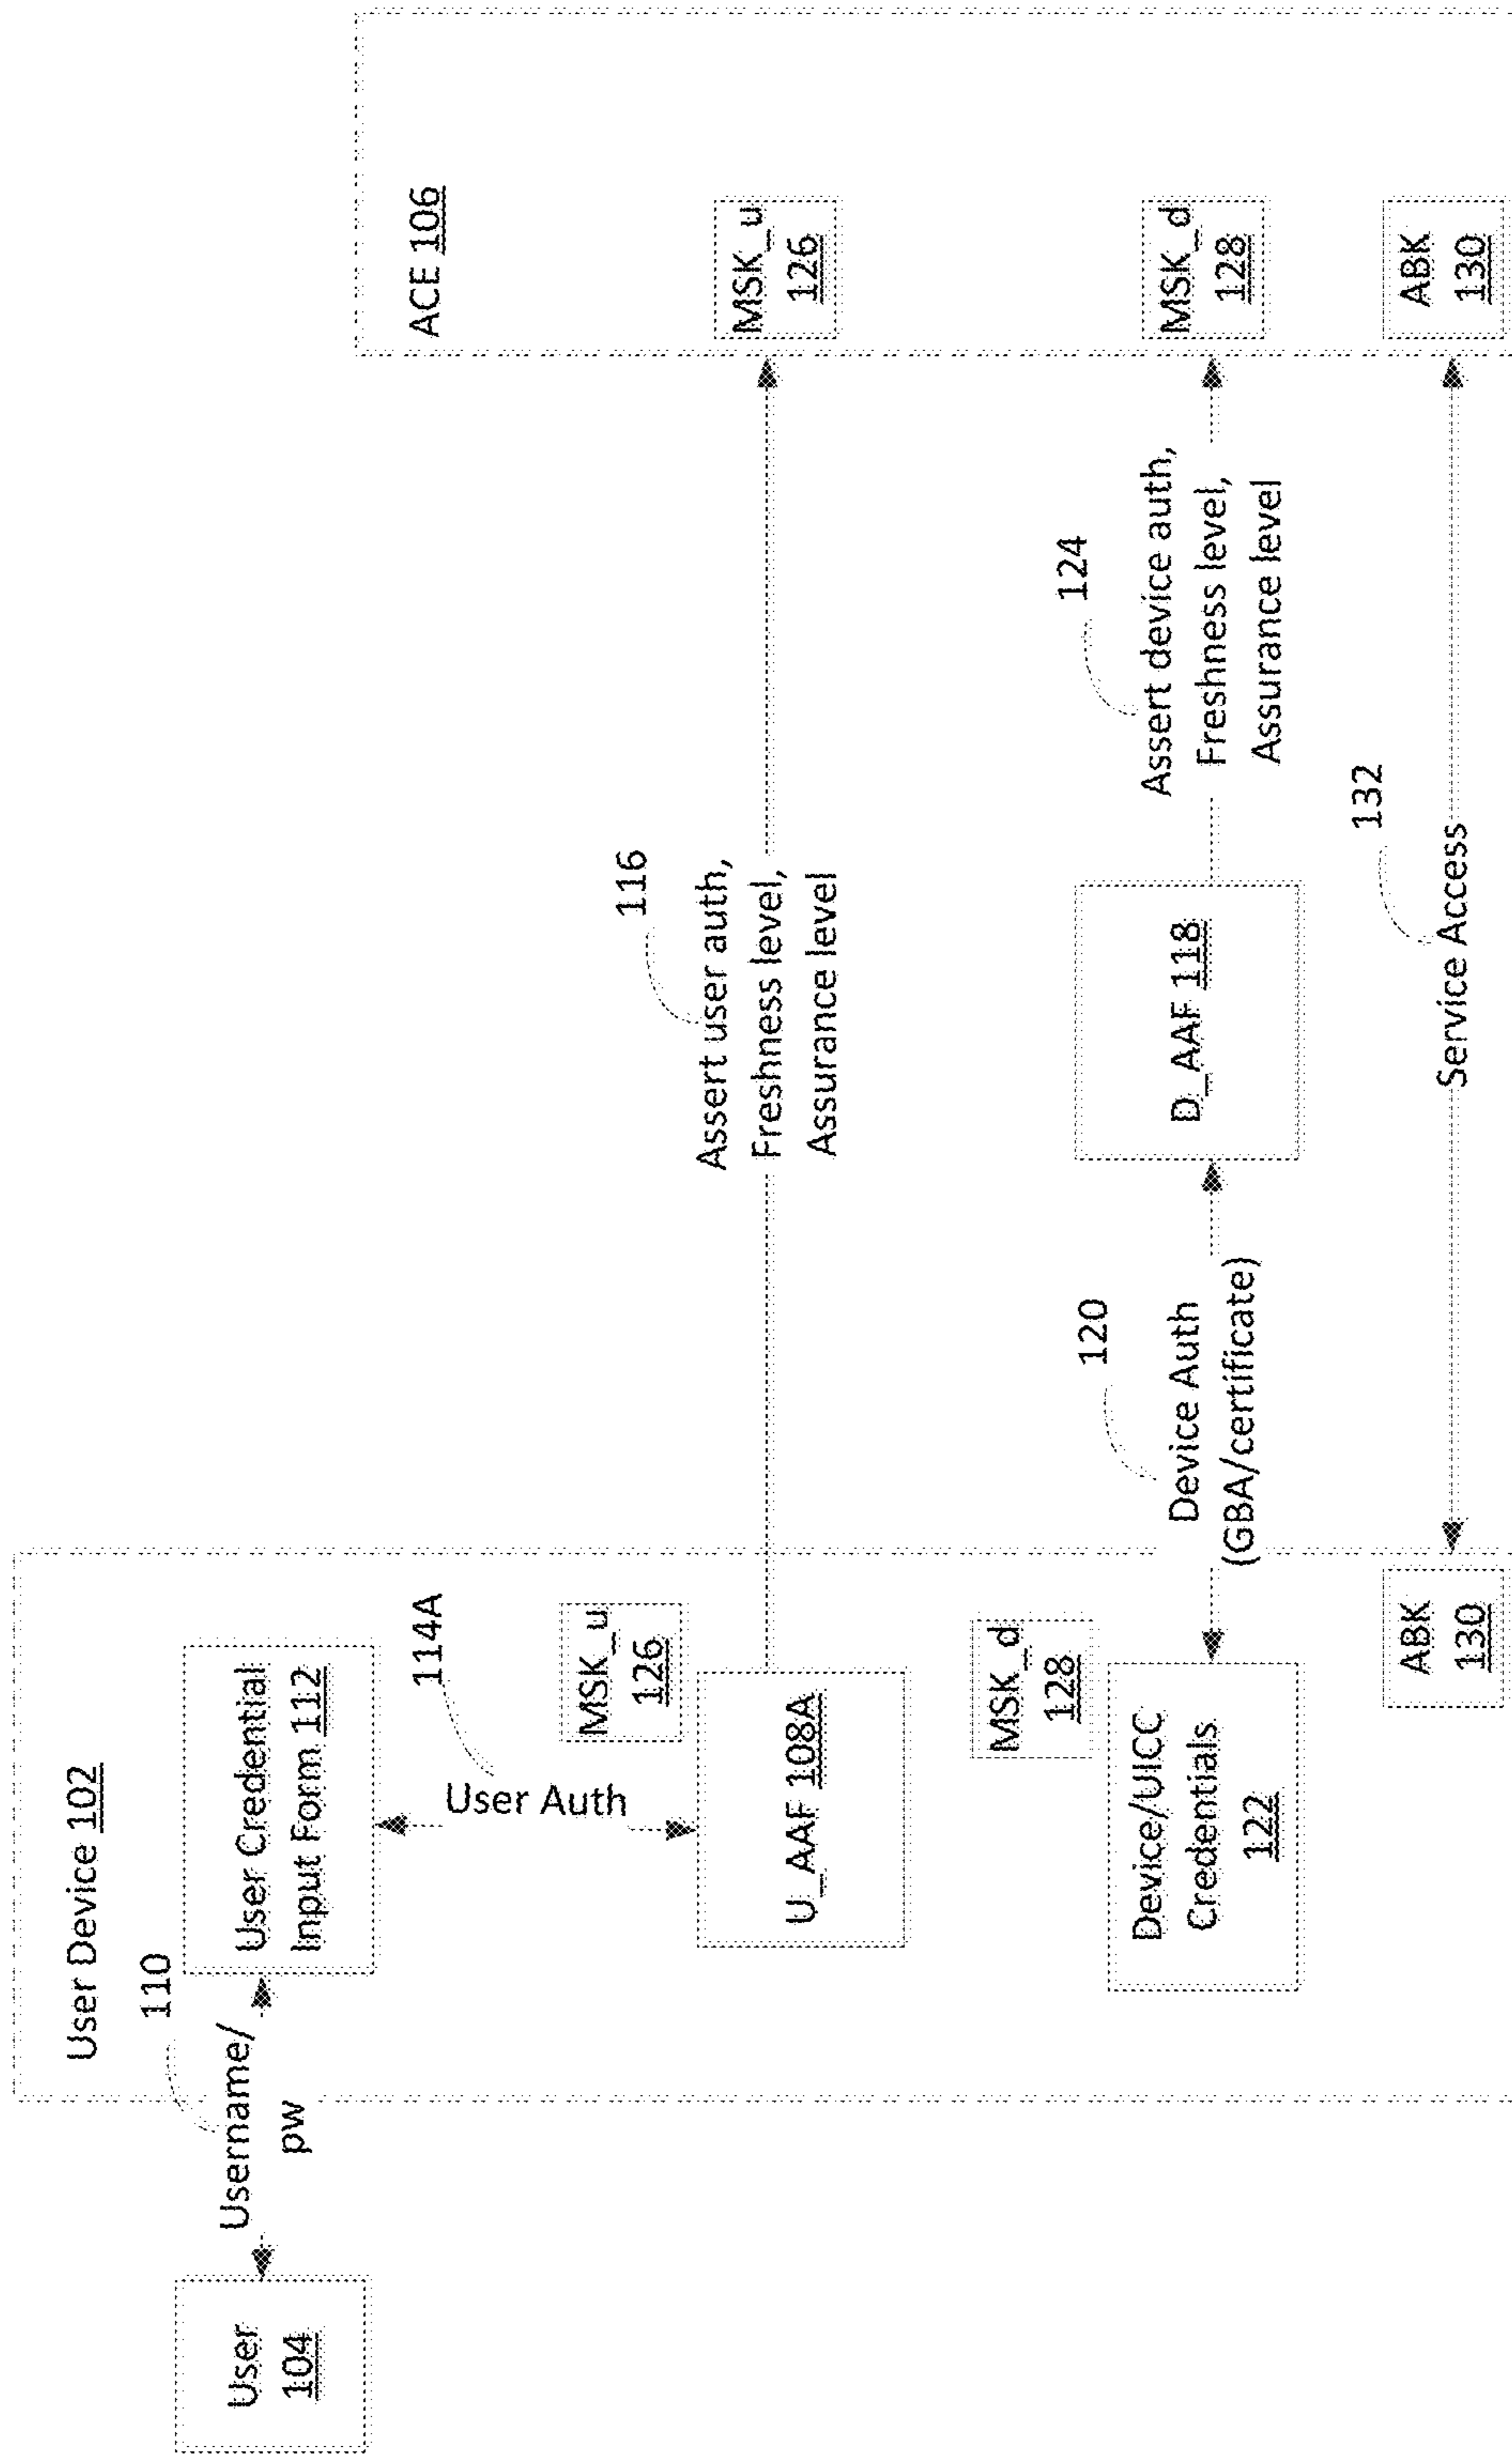 User
104
110
Username/
pw
User Device 102
User Credential
Input Form 112
114A
User Auth
MSK_u
126
U_AAF 108A
MSK_d
128
Device/UICC
Credentials
122
ABK
130
116
Assert user auth,
Freshness level,
Assurance level
120
Device Auth
(GBA/certificate)
D_AAF 118
124
Assert device auth,
Freshness level,
Assurance level
132
Service Access
ACE 106
MSK_u
126
MSK_d
128
ABK
130